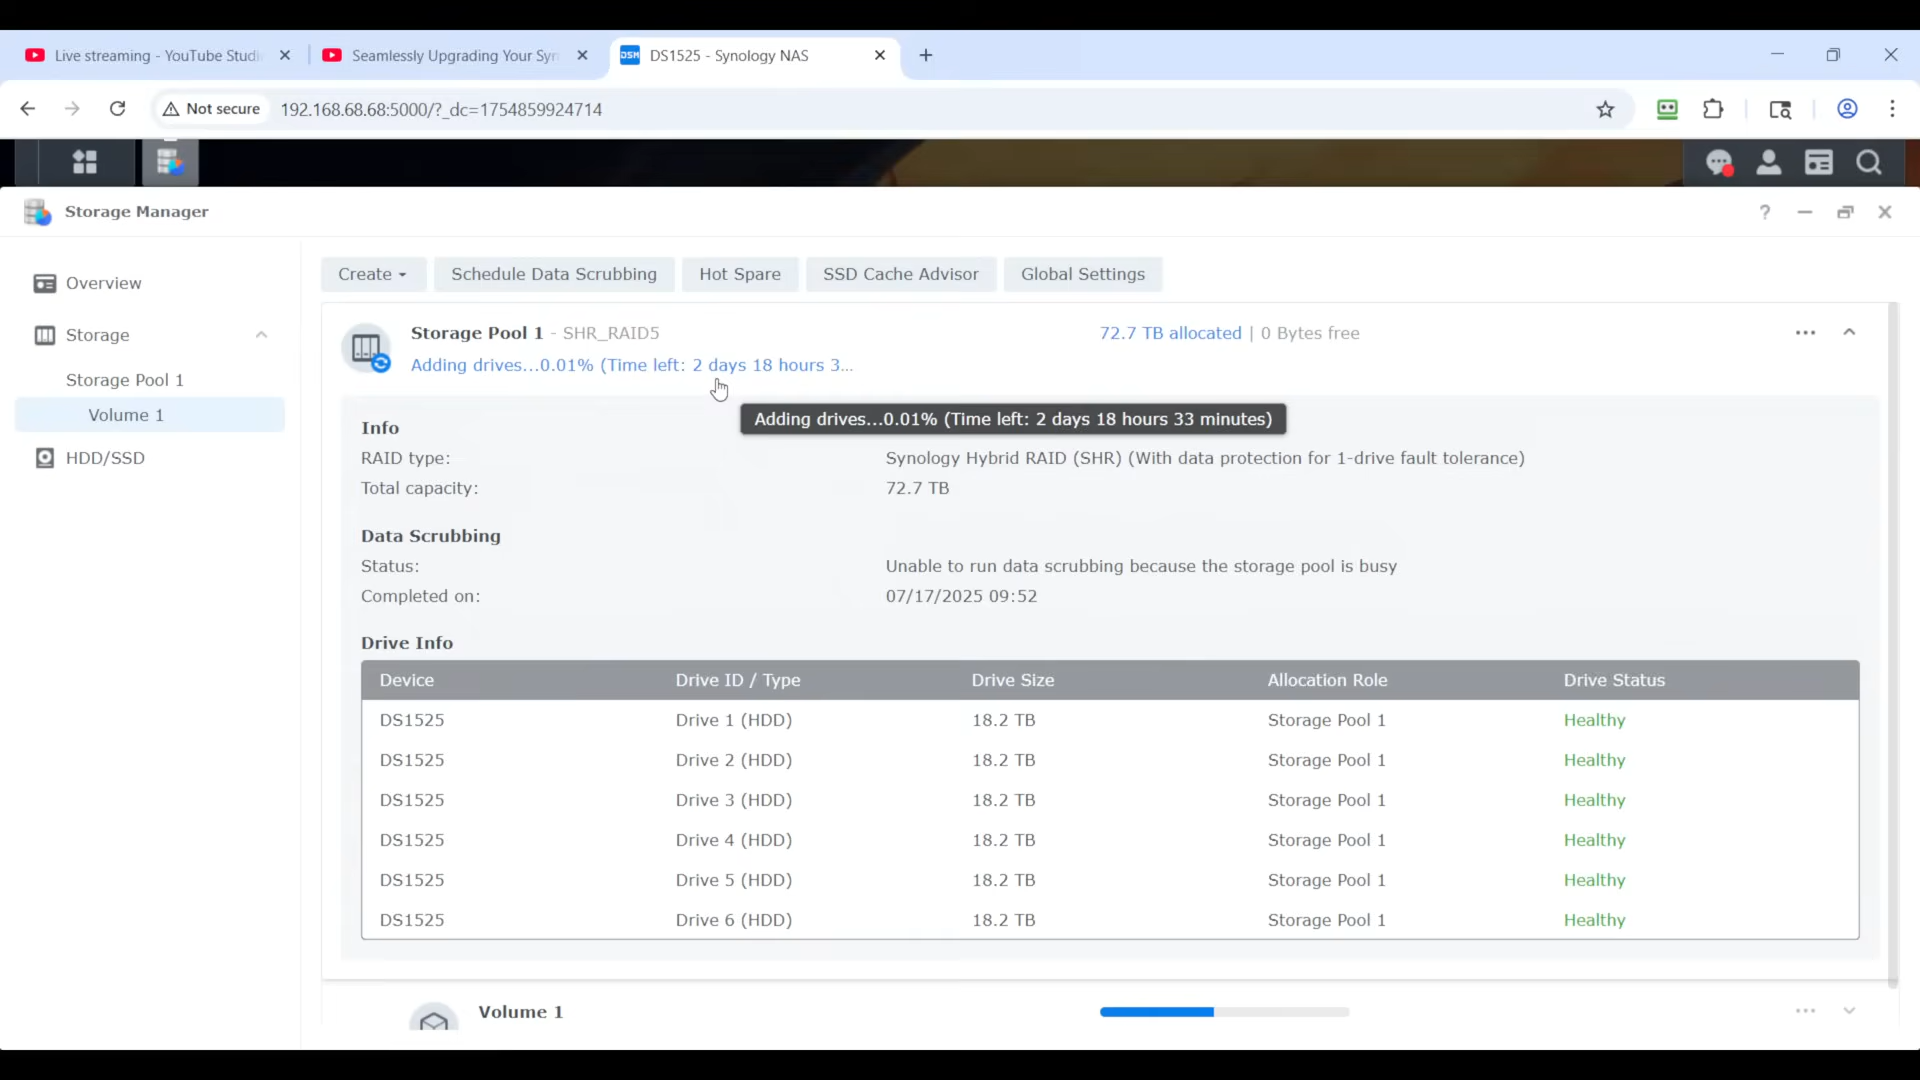 Live streaming - YouTube Studi
Seamlessly Upgrading Your Syn
DSM DS1525 - Synology NAS
Not secure 192.168.68.68:5000/?_dc=1754859924714
Storage Manager
Overview
Storage
Storage Pool 1
Volume 1
HDD/SSD
Create Schedule Data Scrubbing Hot Spare SSD Cache Advisor Global Settings
Storage Pool 1 - SHR_RAID5 72.7 TB allocated | 0 Bytes free
Adding drives...0.01% (Time left: 2 days 18 hours 3...
Adding drives...0.01% (Time left: 2 days 18 hours 33 minutes)
Info
RAID type: Synology Hybrid RAID (SHR) (With data protection for 1-drive fault tolerance)
Total capacity: 72.7 TB
Data Scrubbing
Status: Unable to run data scrubbing because the storage pool is busy
Completed on: 07/17/2025 09:52
Drive Info
Device Drive ID / Type Drive Size Allocation Role Drive Status
DS1525 Drive 1 (HDD) 18.2 TB Storage Pool 1 Healthy
DS1525 Drive 2 (HDD) 18.2 TB Storage Pool 1 Healthy
DS1525 Drive 3 (HDD) 18.2 TB Storage Pool 1 Healthy
DS1525 Drive 4 (HDD) 18.2 TB Storage Pool 1 Healthy
DS1525 Drive 5 (HDD) 18.2 TB Storage Pool 1 Healthy
DS1525 Drive 6 (HDD) 18.2 TB Storage Pool 1 Healthy
Volume 1